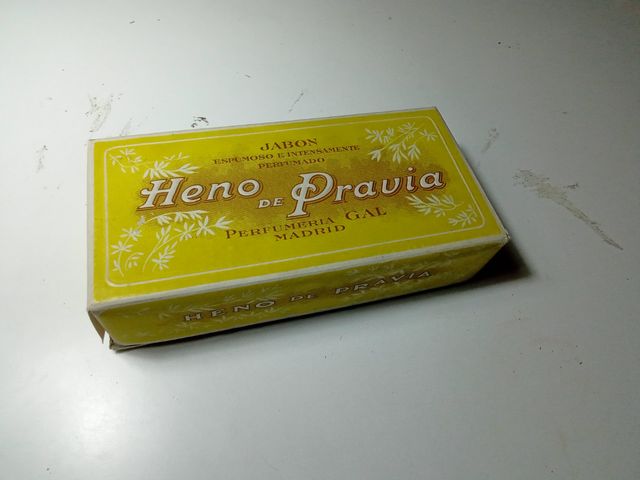 JABON
ESPUMOSO E INTENSAMENTE
PERFUMADO
Heno DE Pravia
PERFUMERIA GAL
MADRID
HENO DE PRAVIA